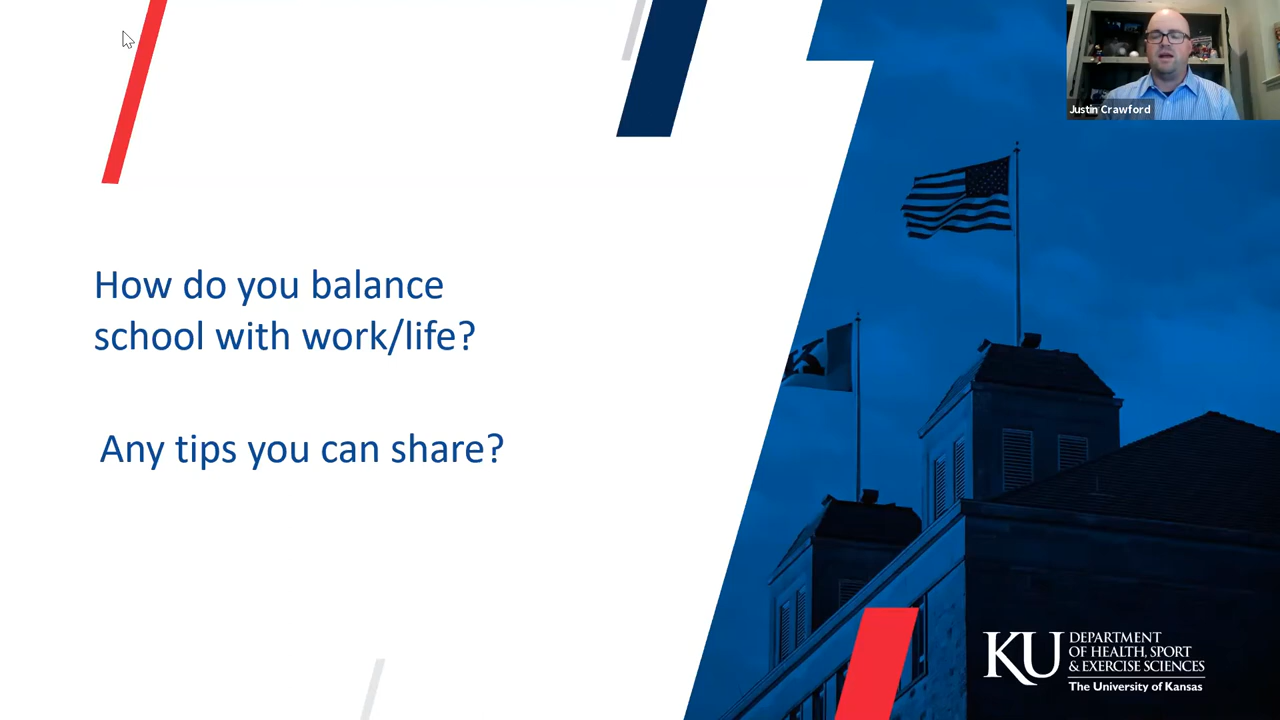 Justin Crawford
How do you balance
school with work/life?
Any tips you can share?
KU DEPARTMENT
OF HEALTH, SPORT
& EXERCISE SCIENCES
The University of Kansas